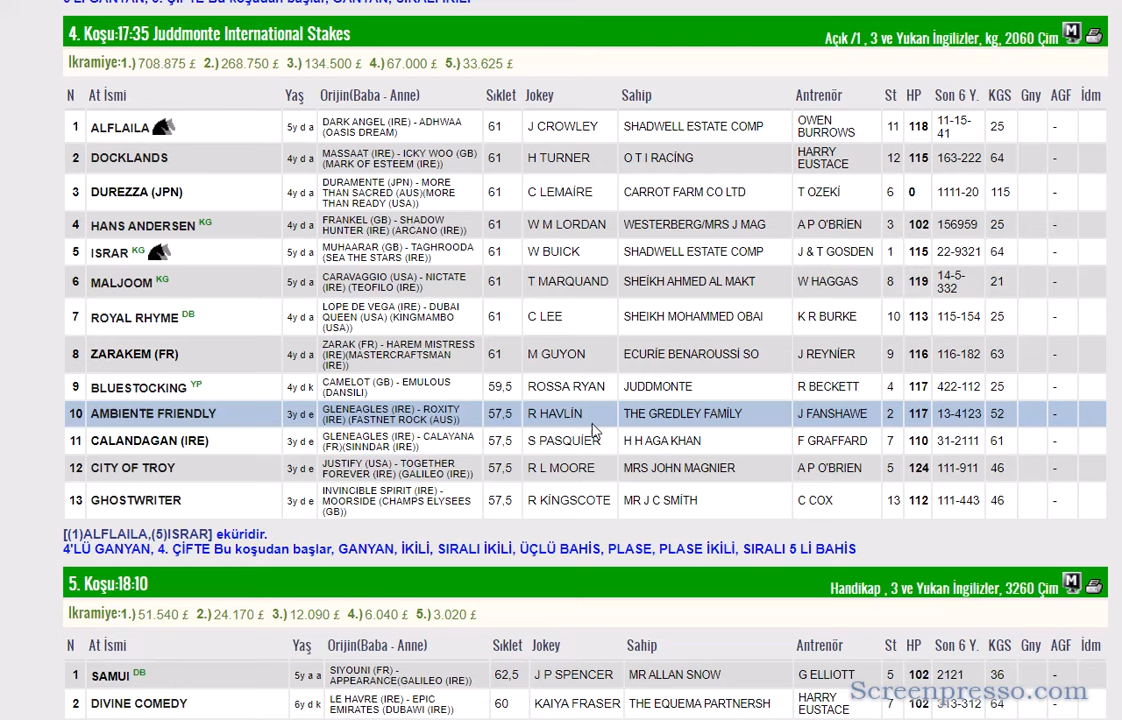 4. Koşu:17:35 Juddmonte International Stakes
Açık /1 , 3 ve Yukarı İngilizler, kg, 2060 Çim
İkramiye:1.) 708.875 £ 2.) 268.750 £ 3.) 134.500 £ 4.) 67.000 £ 5.) 33.625 £
N At İsmi Yaş Orijin(Baba - Anne) Sıklet Jokey Sahip Antrenör St HP Son 6 Y. KGS Gny AGF İdm
1 ALFLAILA 5y d a DARK ANGEL (IRE) - ADHWAA (OASIS DREAM) 61 J CROWLEY SHADWELL ESTATE COMP OWEN BURROWS 11 118 11-15-41 25 -
2 DOCKLANDS 4y d a MASSAAT (IRE) - ICKY WOO (GB) (MARK OF ESTEEM (IRE)) 61 H TURNER O T I RACİNG HARRY EUSTACE 12 115 163-222 64 -
3 DUREZZA (JPN) 4y d a DURAMENTE (JPN) - MORE THAN SACRED (AUS)(MORE THAN READY (USA)) 61 C LEMAİRE CARROT FARM CO LTD T OZEKİ 6 0 1111-20 115 -
4 HANS ANDERSEN KG 4y d a FRANKEL (GB) - SHADOW HUNTER (IRE) (ARCANO (IRE)) 61 W M LORDAN WESTERBERG/MRS J MAG A P O'BRİEN 3 102 156959 25 -
5 ISRAR KG 5y d a MUHAARAR (GB) - TAGHROODA (SEA THE STARS (IRE)) 61 W BUICK SHADWELL ESTATE COMP J & T GOSDEN 1 115 22-9321 64 -
6 MALJOOM KG 5y d a CARAVAGGIO (USA) - NICTATE (IRE) (TEOFILO (IRE)) 61 T MARQUAND SHEİKH AHMED AL MAKT W HAGGAS 8 119 14-5-332 21 -
7 ROYAL RHYME DB 4y d a LOPE DE VEGA (IRE) - DUBAI QUEEN (USA) (KINGMAMBO (USA)) 61 C LEE SHEIKH MOHAMMED OBAI K R BURKE 10 113 115-154 25 -
8 ZARAKEM (FR) 4y d a ZARAK (FR) - HAREM MISTRESS (IRE)(MASTERCRAFTSMAN (IRE)) 61 M GUYON ECURİE BENAROUSSİ SO J REYNİER 9 116 116-182 63 -
9 BLUESTOCKING YP 4y d k CAMELOT (GB) - EMULOUS (DANSILI) 59,5 ROSSA RYAN JUDDMONTE R BECKETT 4 117 422-112 25 -
10 AMBIENTE FRIENDLY 3y d e GLENEAGLES (IRE) - ROXITY (IRE) (FASTNET ROCK (AUS)) 57,5 R HAVLİN THE GREDLEY FAMİLY J FANSHAWE 2 117 13-4123 52 -
11 CALANDAGAN (IRE) 3y d e GLENEAGLES (IRE) - CALAYANA (FR)(SINNDAR (IRE)) 57,5 S PASQUİER H H AGA KHAN F GRAFFARD 7 110 31-2111 61 -
12 CITY OF TROY 3y d e JUSTIFY (USA) - TOGETHER FOREVER (IRE) (GALILEO (IRE)) 57,5 R L MOORE MRS JOHN MAGNIER A P O'BRIEN 5 124 111-911 46 -
13 GHOSTWRITER 3y d e INVINCIBLE SPIRIT (IRE) - MOORSIDE (CHAMPS ELYSEES (GB)) 57,5 R KİNGSCOTE MR J C SMİTH C COX 13 112 111-443 46 -
[(1)ALFLAILA,(5)ISRAR] eküridir.
4'LÜ GANYAN, 4. ÇİFTE Bu koşudan başlar, GANYAN, İKİLİ, SIRALI İKİLİ, ÜÇLÜ BAHİS, PLASE, PLASE İKİLİ, SIRALI 5 Lİ BAHİS
5. Koşu:18:10
Handikap , 3 ve Yukarı İngilizler, 3260 Çim
İkramiye:1.) 51.540 £ 2.) 24.170 £ 3.) 12.090 £ 4.) 6.040 £ 5.) 3.020 £
N At İsmi Yaş Orijin(Baba - Anne) Sıklet Jokey Sahip Antrenör St HP Son 6 Y. KGS Gny AGF İdm
1 SAMUI DB 5y a a SIYOUNI (FR) - APPEARANCE(GALILEO (IRE)) 62,5 J P SPENCER MR ALLAN SNOW G ELLIOTT 5 102 2121 36 -
2 DIVINE COMEDY 6y d k LE HAVRE (IRE) - EPIC EMIRATES (DUBAWI (IRE)) 60 KAIYA FRASER THE EQUEMA PARTNERSH HARRY EUSTACE 7 102 313-312 64 -
Screenpresso.com